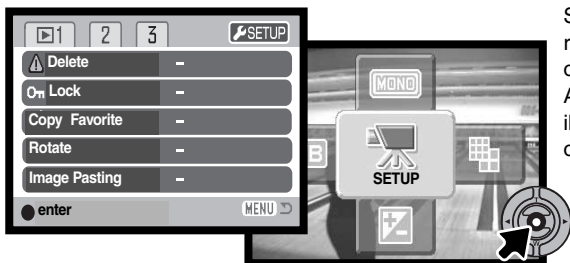 1 2 3 SETUP
Delete –
Lock –
Copy Favorite –
Rotate –
Image Pasting –
enter MENU
MONO
B
SETUP